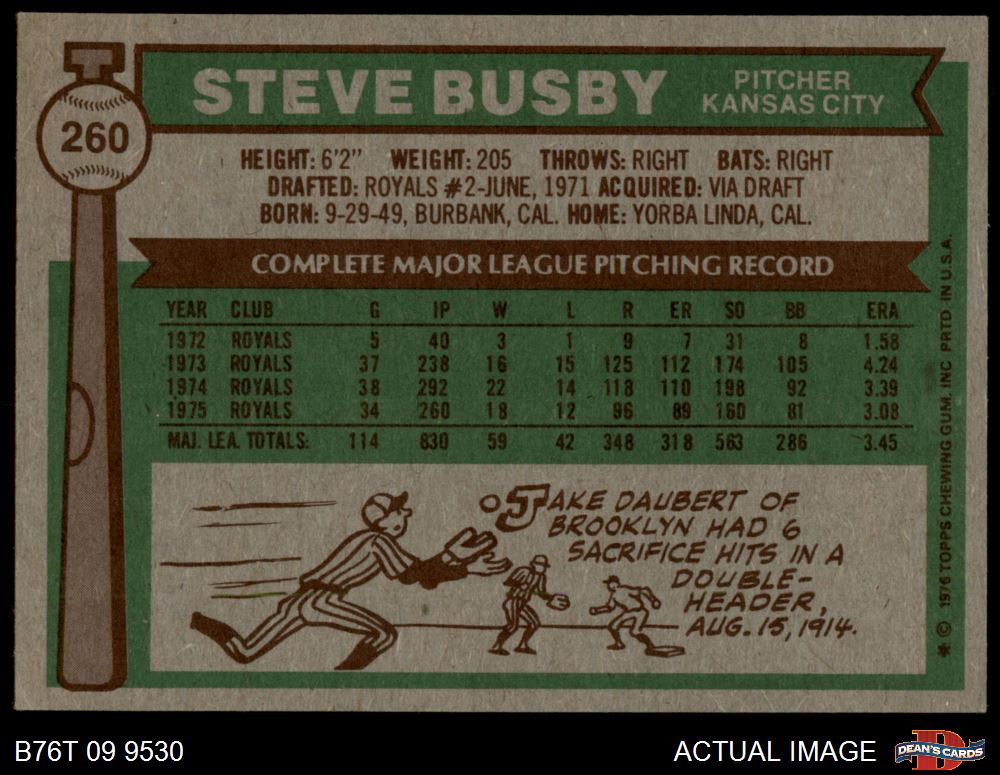 260
STEVE BUSBY
PITCHER
KANSAS CITY
HEIGHT: 6'2" WEIGHT: 205 THROWS: RIGHT BATS: RIGHT
DRAFTED: ROYALS #2-JUNE, 1971 ACQUIRED: VIA DRAFT
BORN: 9-29-49, BURBANK, CAL. HOME: YORBA LINDA, CAL.
COMPLETE MAJOR LEAGUE PITCHING RECORD
YEAR CLUB G IP W L R ER SO BB ERA
1972 ROYALS 5 40 3 1 9 7 31 8 1.58
1973 ROYALS 37 238 16 15 125 112 174 105 4.24
1974 ROYALS 38 292 22 14 118 110 198 92 3.39
1975 ROYALS 34 260 18 12 96 89 160 81 3.08
MAJ. LEA. TOTALS: 114 830 59 42 348 318 563 286 3.45
JAKE DAUBERT OF
BROOKLYN HAD 6
SACRIFICE HITS IN A
DOUBLE-
HEADER,
AUG. 15, 1914.
* © 1976 TOPPS CHEWING GUM, INC. PRTD IN U.S.A.
B76T 09 9530
ACTUAL IMAGE
D
DEAN'S CARDS